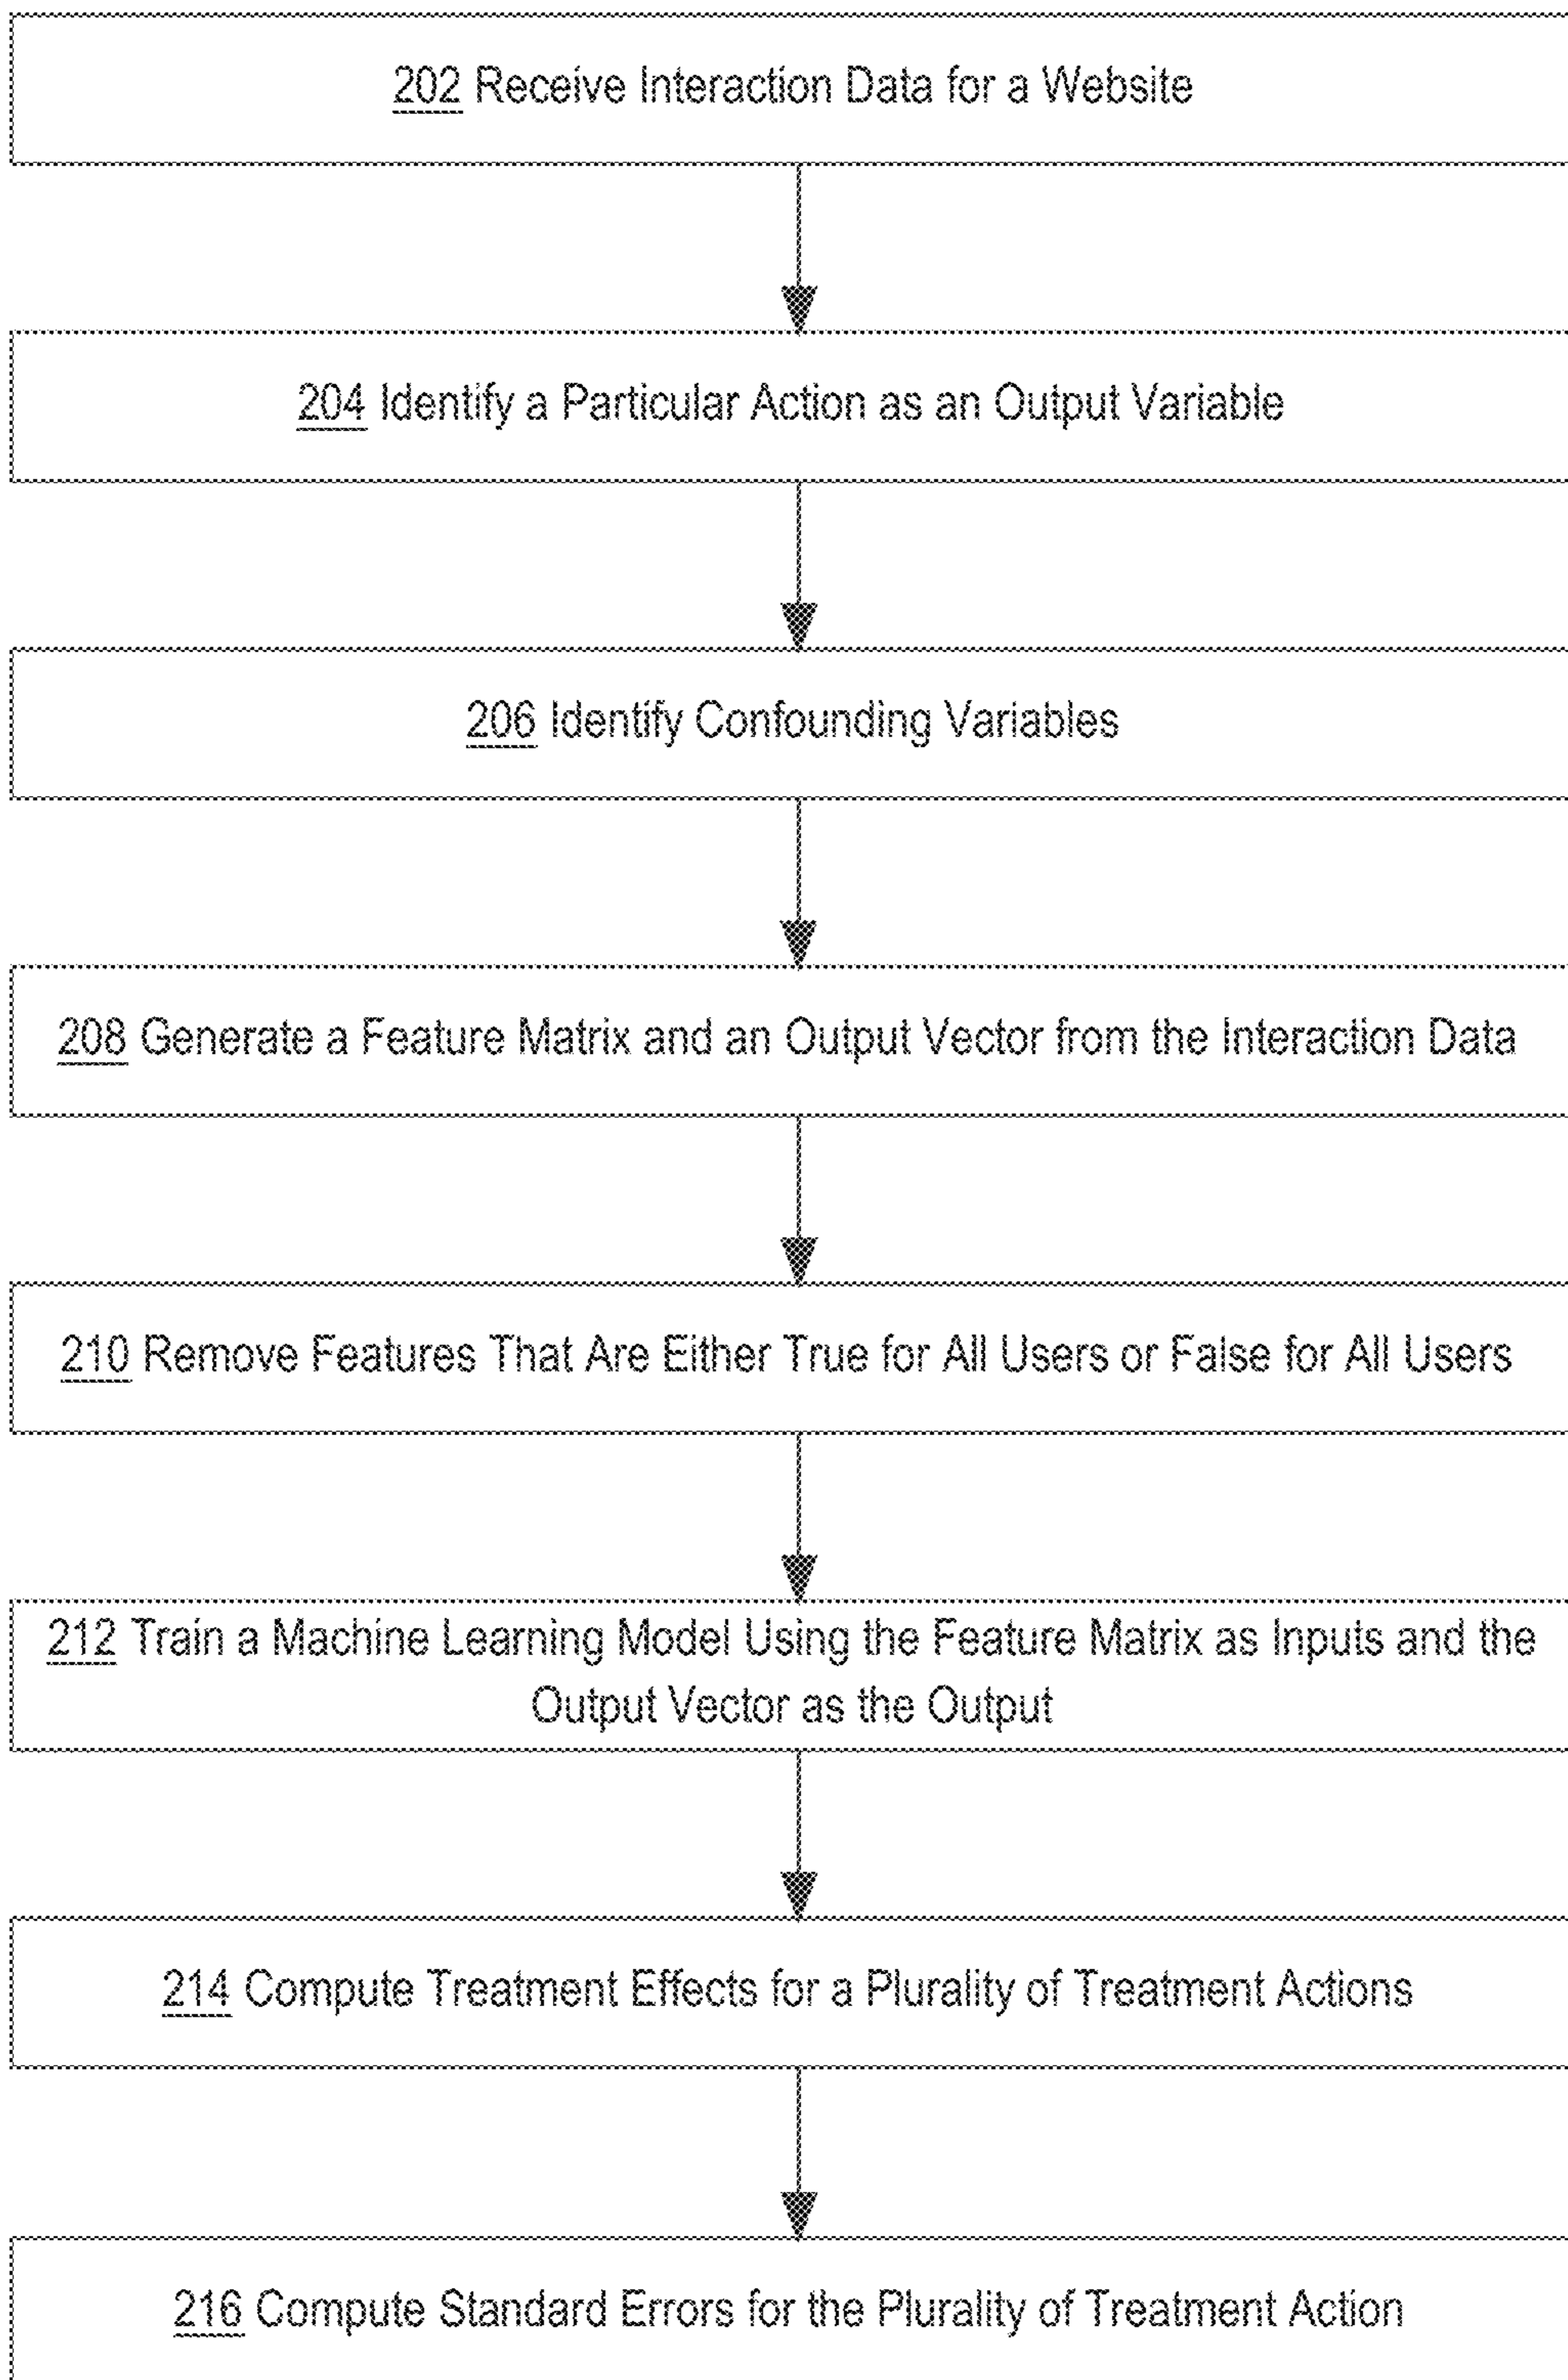 202 Receive Interaction Data for a Website
204 Identify a Particular Action as an Output Variable
206 Identify Confounding Variables
208 Generate a Feature Matrix and an Output Vector from the Interaction Data
210 Remove Features That Are Either True for All Users or False for All Users
212 Train a Machine Learning Model Using the Feature Matrix as Inputs and the
Output Vector as the Output
214 Compute Treatment Effects for a Plurality of Treatment Actions
216 Compute Standard Errors for the Plurality of Treatment Action